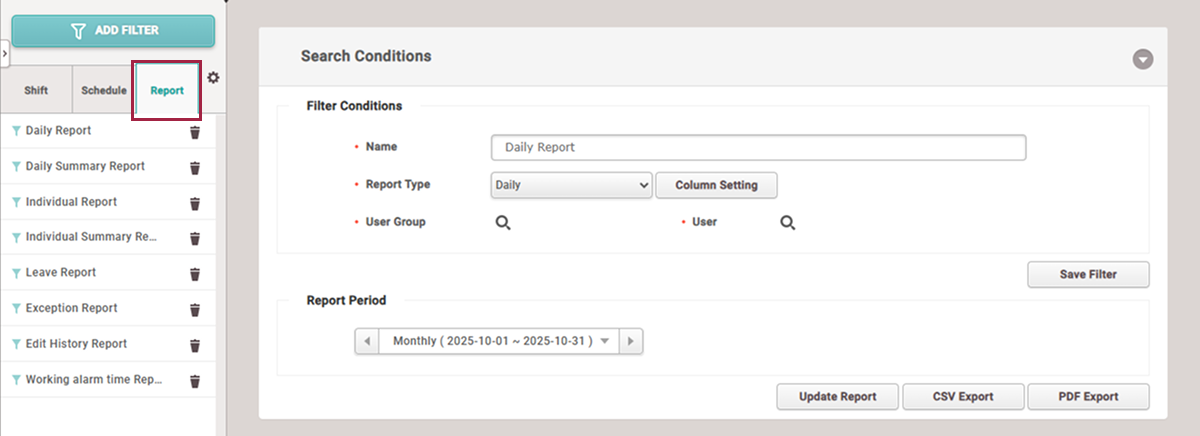 ADD FILTER
Shift
Schedule
Report
Daily Report
Daily Summary Report
Individual Report
Individual Summary Re...
Leave Report
Exception Report
Edit History Report
Working alarm time Rep...
Search Conditions
Filter Conditions
• Name
Daily Report
• Report Type
Daily
Column Setting
• User Group
• User
Save Filter
Report Period
Monthly ( 2025-10-01 ~ 2025-10-31 )
Update Report
CSV Export
PDF Export